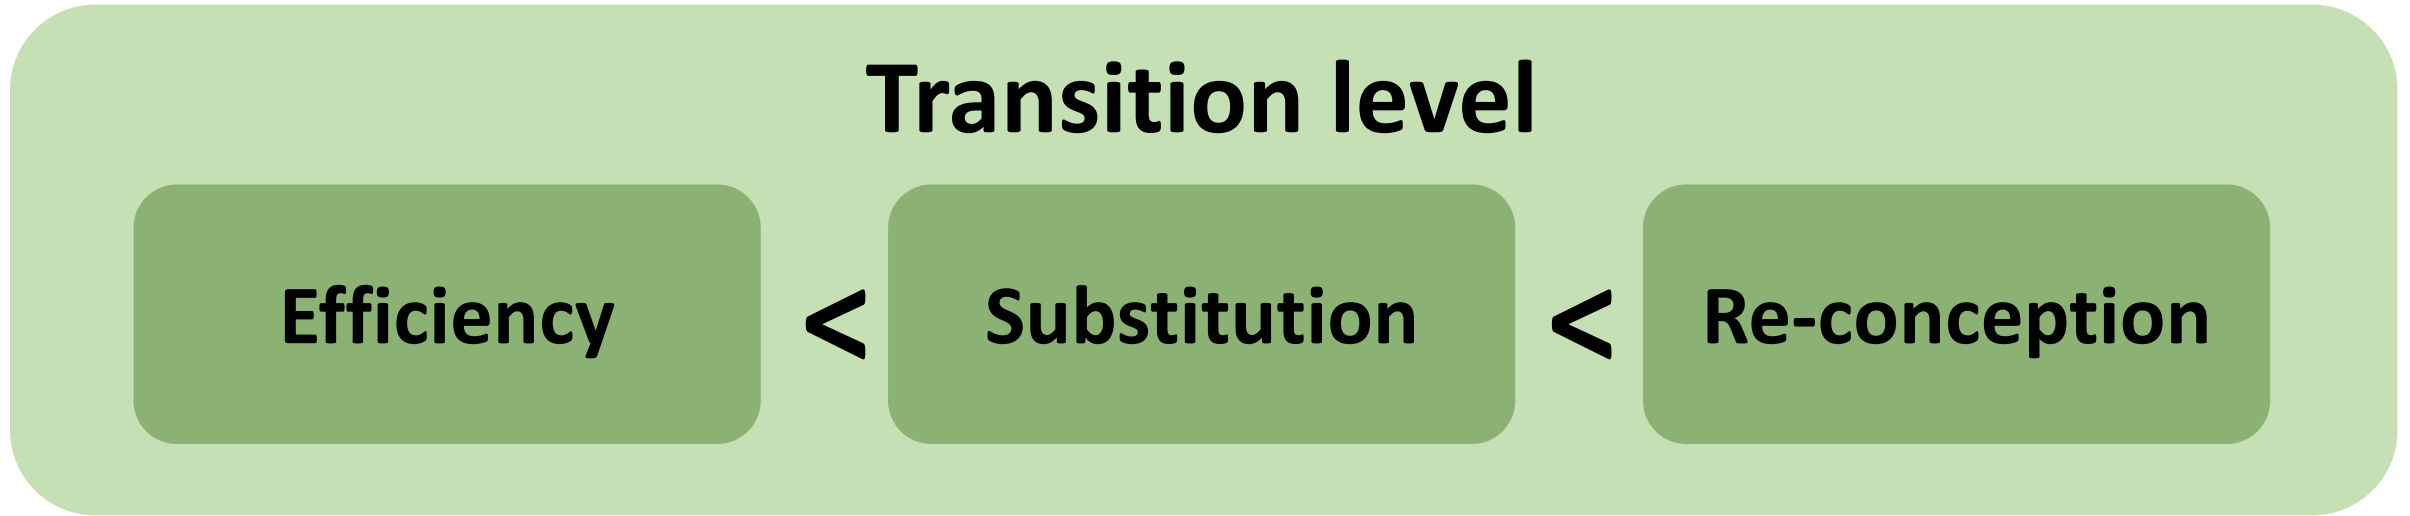 Transition level
Efficiency < Substitution < Re-conception